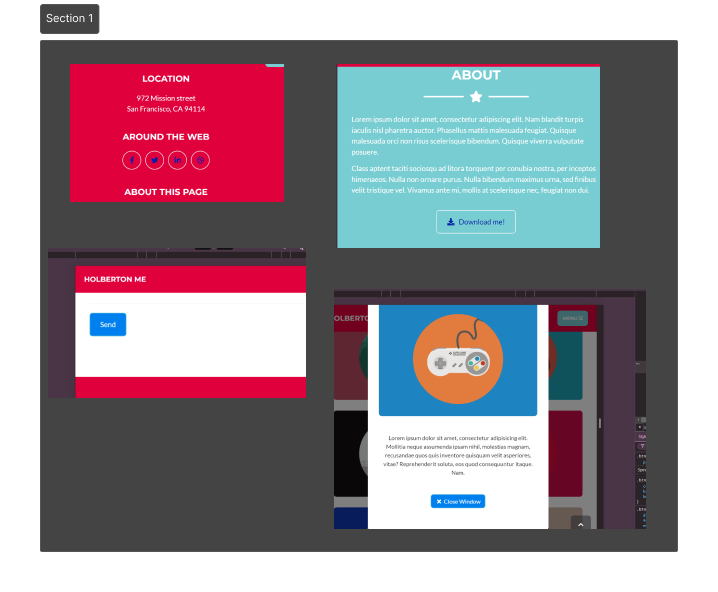 Section 1
LOCATION
972 Mission street
San Francisco, CA 94114
AROUND THE WEB
ABOUT THIS PAGE
ABOUT
Lorem ipsum dolor sit amet, consectetur adipiscing elit. Nam blandit turpis
iaculis nisl pharetra auctor. Phasellus mattis malesuada feugiat. Quisque
malesuada orci non risus scelerisque bibendum. Quisque viverra vulputate
posuere.
Class aptent taciti sociosqu ad litora torquent per conubia nostra, per inceptos
himenaeos. Nulla non ornare purus. Nulla bibendum maximus urna, sed finibus
velit tristique vel. Vivamus ante mi, mollis at scelerisque nec, feugiat non dui.
Download me!
HOLBERTON ME
Send
OLBERTO
MENU
Lorem ipsum dolor sit amet, consectetur adipisicing elit.
Mollitia neque assumenda ipsam nihil, molestias magnam,
recusandae quos quis inventore quisquam velit asperiores,
vitae? Reprehenderit soluta, eos quod consequuntur itaque.
Nam.
Close Window